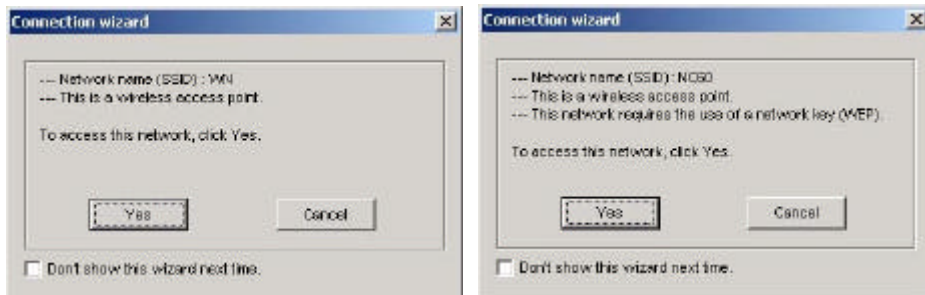 Connection wizard
--- Network name (SSID) : WN
--- This is a wireless access point.
To access this network, click Yes.
Yes
Cancel
Don't show this wizard next time.
Connection wizard
--- Network name (SSID) : NC60
--- This is a wireless access point.
--- This network requires the use of a network key (WEP).
To access this network, click Yes.
Yes
Cancel
Don't show this wizard next time.